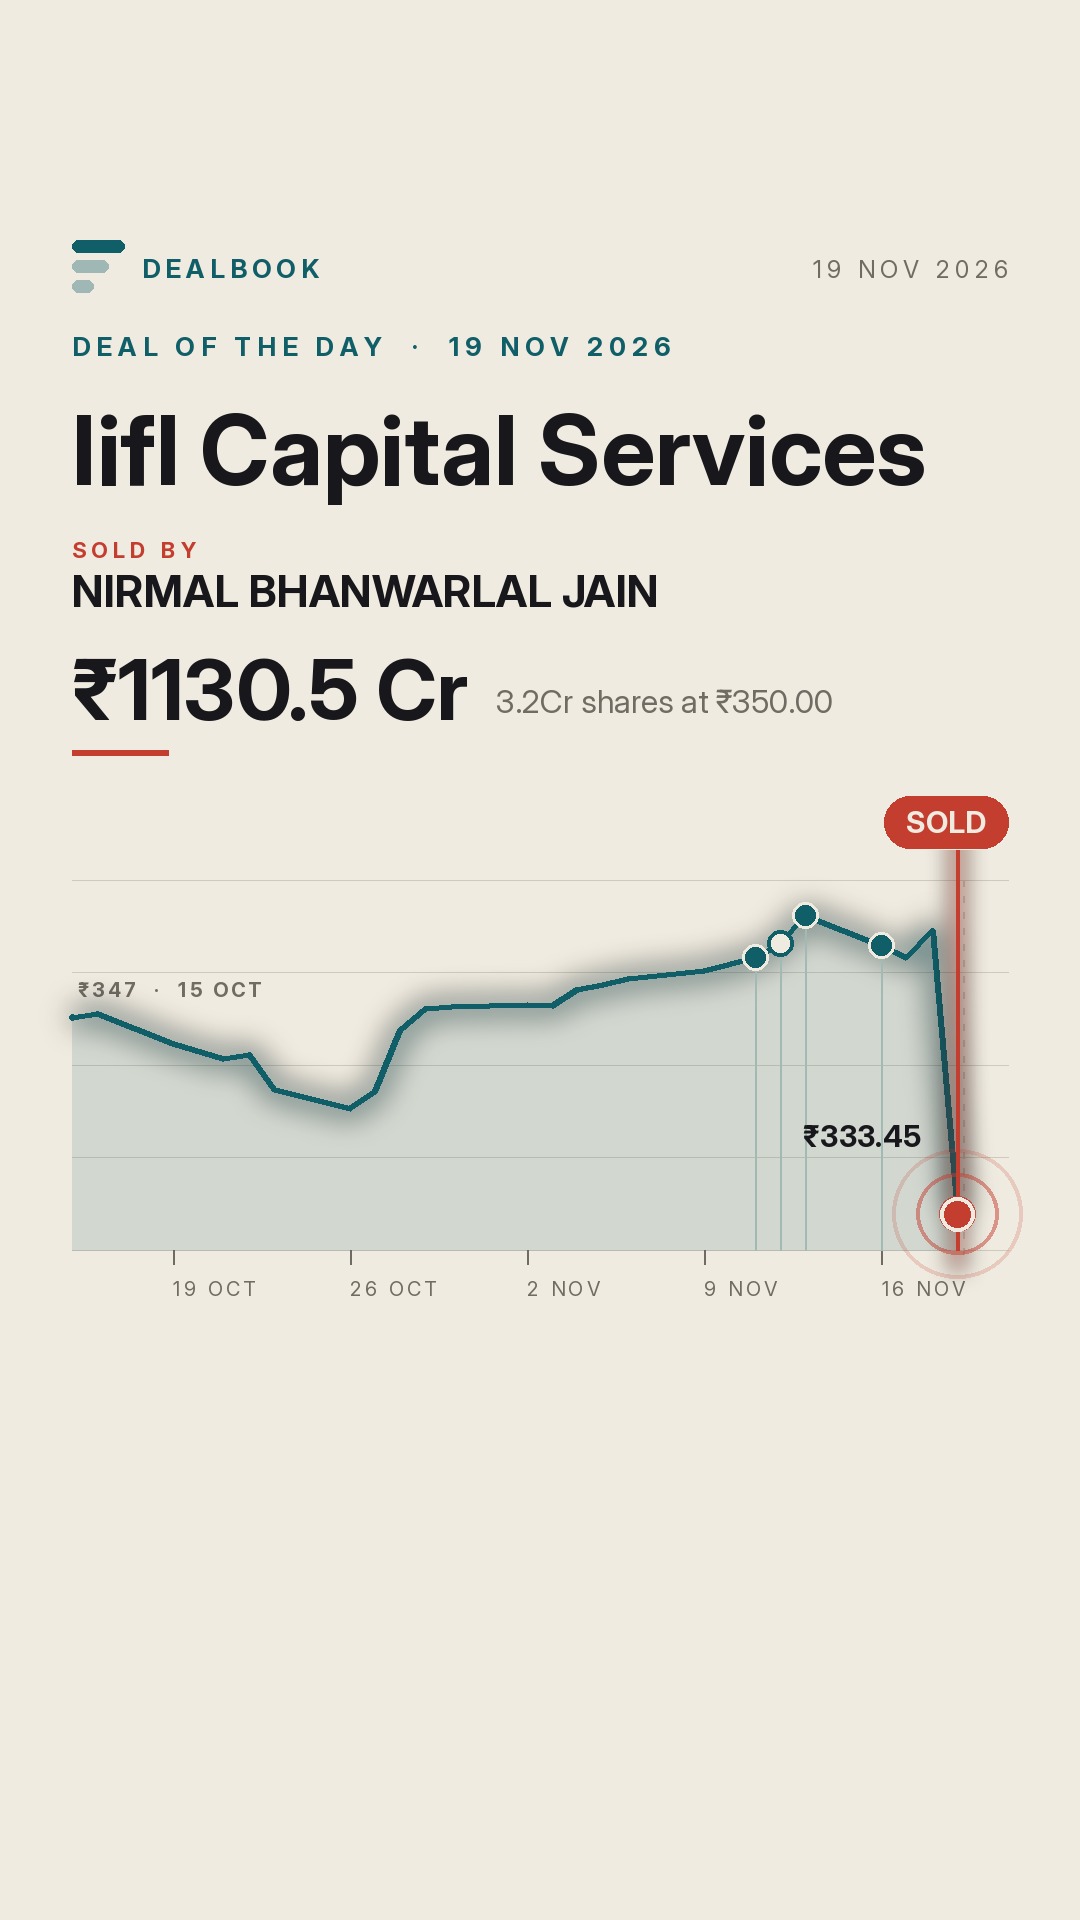 DEALBOOK
19 NOV 2026
DEAL OF THE DAY · 19 NOV 2026
Iifl Capital Services
SOLD BY
NIRMAL BHANWARLAL JAIN
₹1130.5 Cr 3.2Cr shares at ₹350.00
SOLD
₹347 · 15 OCT
₹333.45
19 OCT 26 OCT 2 NOV 9 NOV 16 NOV